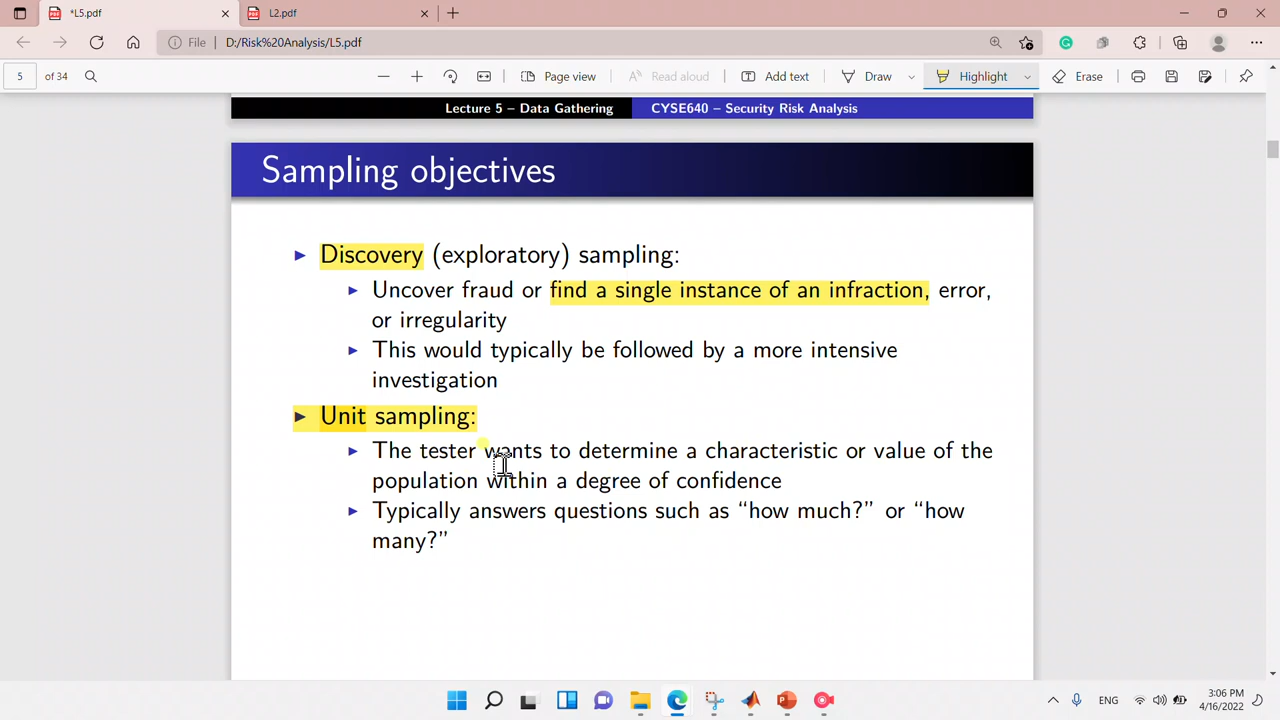 *L5.pdf
L2.pdf
File D:/Risk%20Analysis/L5.pdf
5 of 34 Page view Read aloud Add text Draw Highlight Erase
Lecture 5 – Data Gathering CYSE640 – Security Risk Analysis
Sampling objectives
Discovery (exploratory) sampling:
Uncover fraud or find a single instance of an infraction, error,
or irregularity
This would typically be followed by a more intensive
investigation
Unit sampling:
The tester wants to determine a characteristic or value of the
population within a degree of confidence
Typically answers questions such as “how much?” or “how
many?”
ENG
3:06 PM
4/16/2022